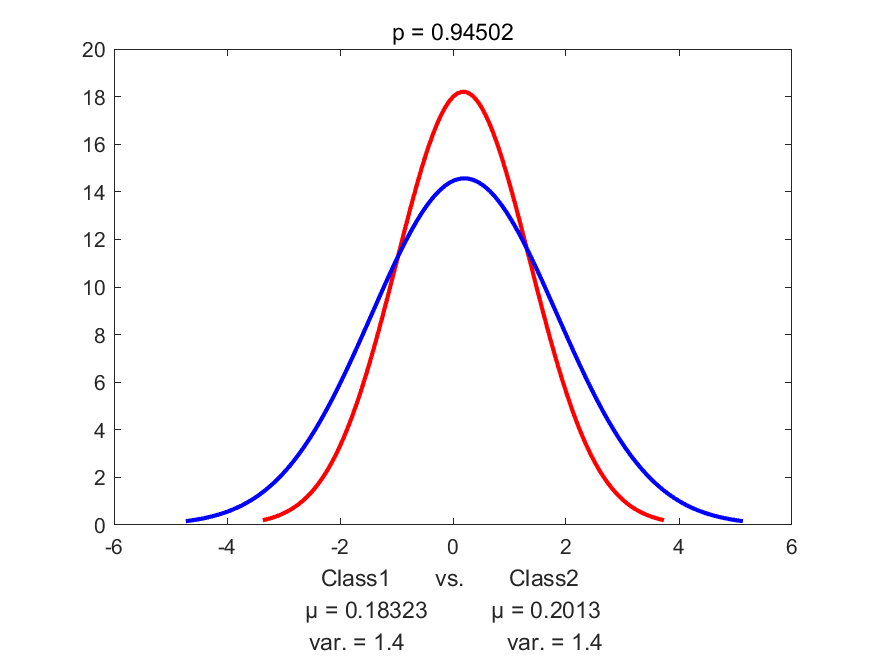 p = 0.94502
20
18
16
14
12
10
8
6
4
2
0
-6 -4 -2 0 2 4 6
Class1 vs. Class2
μ = 0.18323 μ = 0.2013
var. = 1.4 var. = 1.4